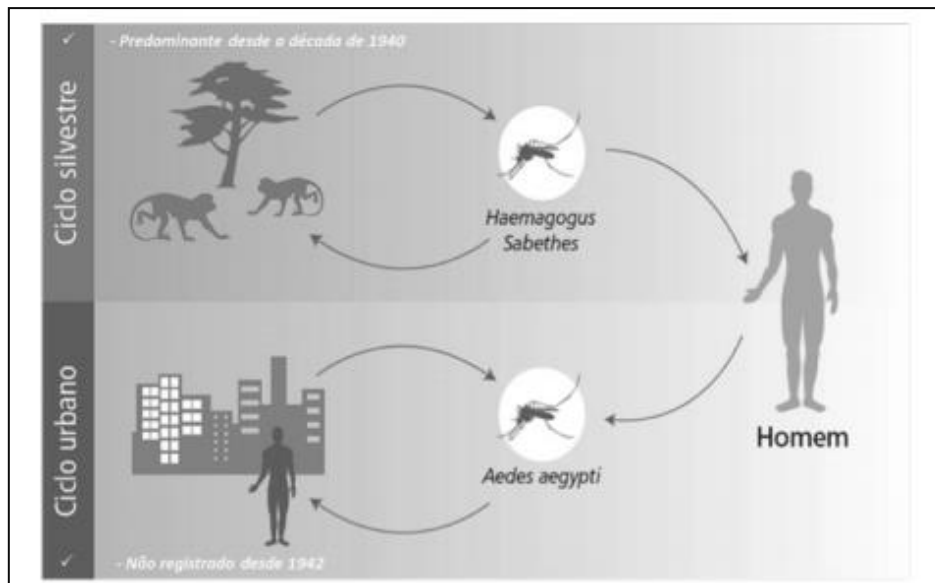 ✓ - Predominante desde a década de 1940
Ciclo silvestre
Haemagogus
Sabethes
Homem
Ciclo urbano
Aedes aegypti
✓ - Não registrado desde 1942